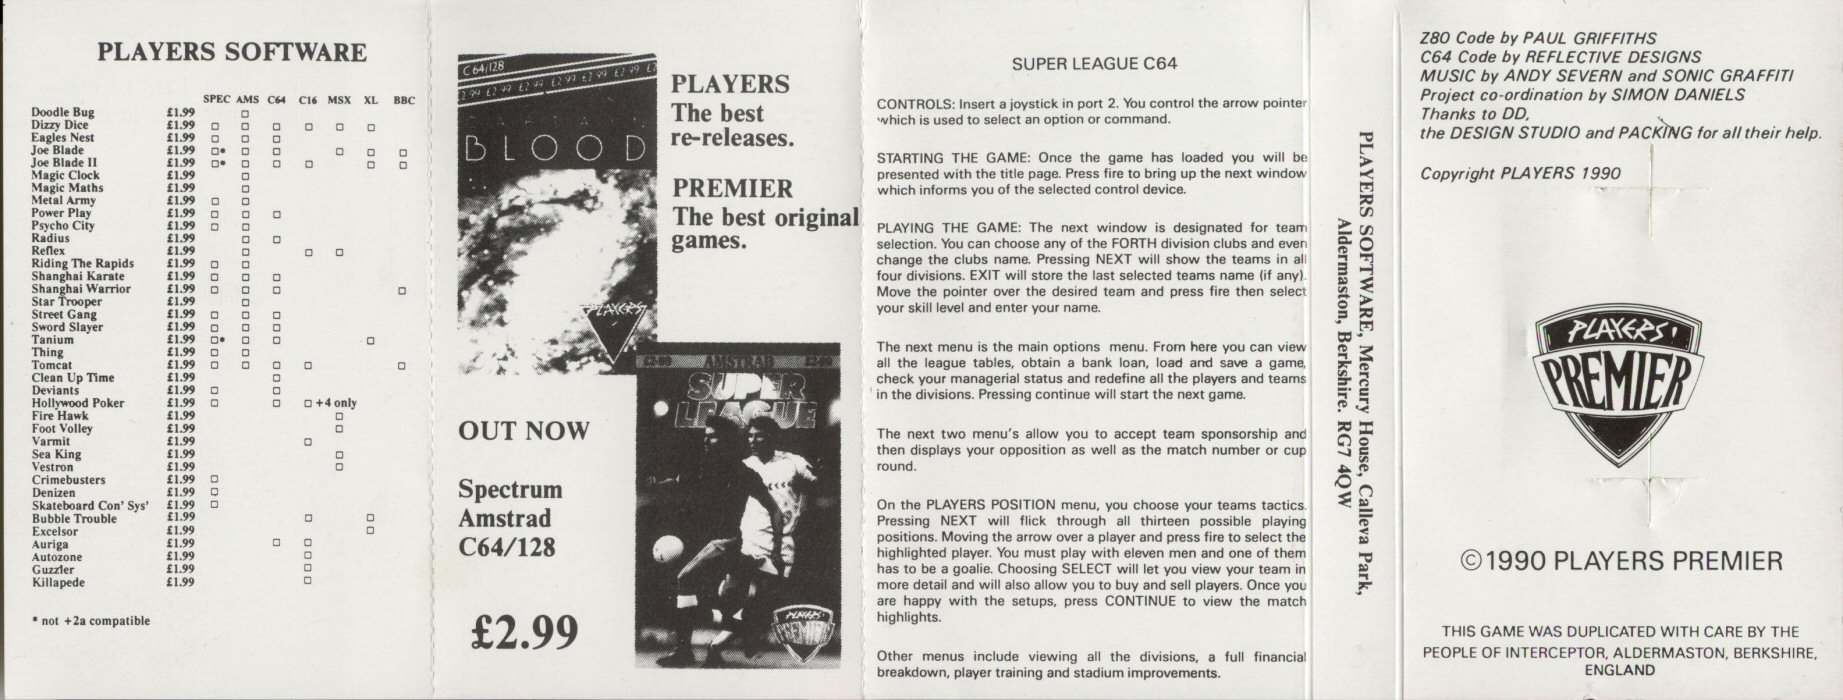 PLAYERS SOFTWARE
SPEC AMS C64 C16 MSX XL BBC
Doodle Bug £1.99 □
Dizzy Dice £1.99 □ □ □ □ □ □
Eagles Nest £1.99 □ □ □
Joe Blade £1.99 □* □ □ □ □ □
Joe Blade II £1.99 □* □ □ □ □ □
Magic Clock £1.99 □
Magic Maths £1.99 □
Metal Army £1.99 □ □
Power Play £1.99 □ □ □
Psycho City £1.99 □ □
Radius £1.99 □ □
Reflex £1.99 □ □ □
Riding The Rapids £1.99 □ □
Shanghai Karate £1.99 □ □ □
Shanghai Warrior £1.99 □ □ □ □
Star Trooper £1.99 □
Street Gang £1.99 □ □ □
Sword Slayer £1.99 □ □ □
Tanium £1.99 □* □ □ □
Thing £1.99 □ □
Tomcat £1.99 □ □ □ □ □
Clean Up Time £1.99 □
Deviants £1.99 □ □
Hollywood Poker £1.99 □ □ □ +4 only
Fire Hawk £1.99 □
Foot Volley £1.99 □
Varmit £1.99 □
Sea King £1.99 □
Vestron £1.99 □
Crimebusters £1.99 □
Denizen £1.99 □
Skateboard Con' Sys' £1.99 □
Bubble Trouble £1.99 □ □
Excelsor £1.99 □
Auriga £1.99 □ □
Autozone £1.99 □
Guzzler £1.99 □
Killapede £1.99 □
* not +2a compatible
C64/128
2.99 £2.99 £2.99 £2.99 £2.99 £2.99
CAPTAIN
BLOOD
PLAYERS
PLAYERS
The best
re-releases.
PREMIER
The best original
games.
£2.99 AMSTRAD £2.99
SUPER
LEAGUE
PLAYERS'
PREMIER
OUT NOW
Spectrum
Amstrad
C64/128
£2.99
SUPER LEAGUE C64
CONTROLS: Insert a joystick in port 2. You control the arrow pointer
which is used to select an option or command.
STARTING THE GAME: Once the game has loaded you will be
presented with the title page. Press fire to bring up the next window
which informs you of the selected control device.
PLAYING THE GAME: The next window is designated for team
selection. You can choose any of the FORTH division clubs and even
change the clubs name. Pressing NEXT will show the teams in all
four divisions. EXIT will store the last selected teams name (if any).
Move the pointer over the desired team and press fire then select
your skill level and enter your name.
The next menu is the main options menu. From here you can view
all the league tables, obtain a bank loan, load and save a game,
check your managerial status and redefine all the players and teams
in the divisions. Pressing continue will start the next game.
The next two menu's allow you to accept team sponsorship and
then displays your opposition as well as the match number or cup
round.
On the PLAYERS POSITION menu, you choose your teams tactics.
Pressing NEXT will flick through all thirteen possible playing
positions. Moving the arrow over a player and press fire to select the
highlighted player. You must play with eleven men and one of them
has to be a goalie. Choosing SELECT will let you view your team in
more detail and will also allow you to buy and sell players. Once you
are happy with the setups, press CONTINUE to view the match
highlights.
Other menus include viewing all the divisions, a full financial
breakdown, player training and stadium improvements.
PLAYERS SOFTWARE, Mercury House, Calleva Park,
Aldermaston, Berkshire. RG7 4QW
Z80 Code by PAUL GRIFFITHS
C64 Code by REFLECTIVE DESIGNS
MUSIC by ANDY SEVERN and SONIC GRAFFITI
Project co-ordination by SIMON DANIELS
Thanks to DD,
the DESIGN STUDIO and PACKING for all their help.
Copyright PLAYERS 1990
PLAYERS'
PREMIER
©1990 PLAYERS PREMIER
THIS GAME WAS DUPLICATED WITH CARE BY THE
PEOPLE OF INTERCEPTOR, ALDERMASTON, BERKSHIRE,
ENGLAND